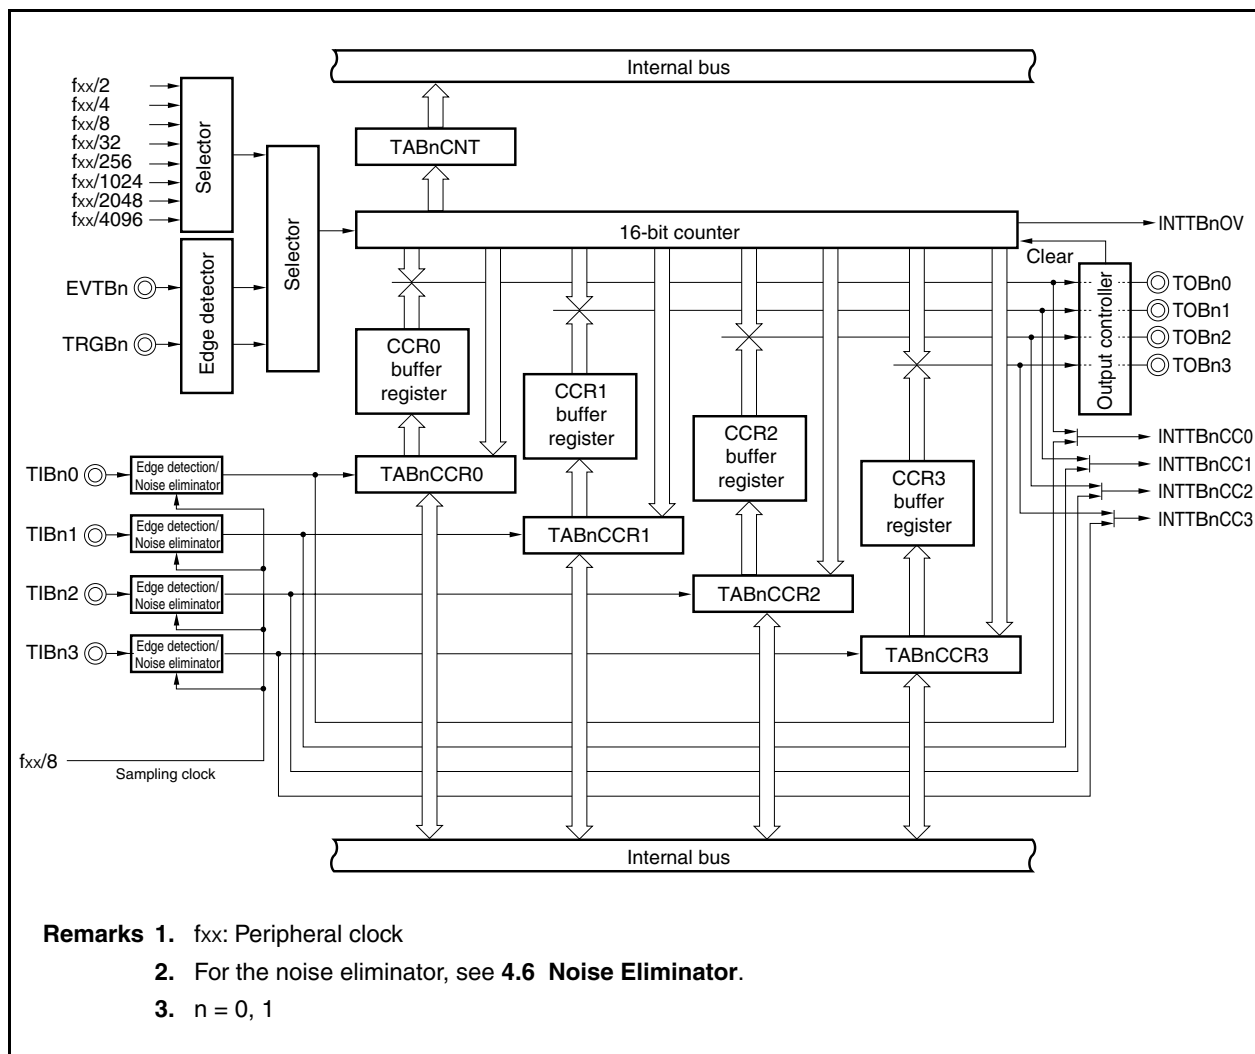 Internal bus
fxx/2
fxx/4
fxx/8
fxx/32
fxx/256
fxx/1024
fxx/2048
fxx/4096
Selector
Selector
TABnCNT
16-bit counter
INTTBnOV
Clear
EVTBn
TRGBn
Edge detector
CCR0
buffer
register
CCR1
buffer
register
CCR2
buffer
register
CCR3
buffer
register
Output controller
TOBn0
TOBn1
TOBn2
TOBn3
INTTBnCC0
INTTBnCC1
INTTBnCC2
INTTBnCC3
TIBn0
Edge detection/
Noise eliminator
TABnCCR0
TIBn1
Edge detection/
Noise eliminator
TABnCCR1
TIBn2
Edge detection/
Noise eliminator
TABnCCR2
TIBn3
Edge detection/
Noise eliminator
TABnCCR3
fxx/8
Sampling clock
Internal bus
Remarks 1. fxx: Peripheral clock
2. For the noise eliminator, see 4.6 Noise Eliminator.
3. n = 0, 1